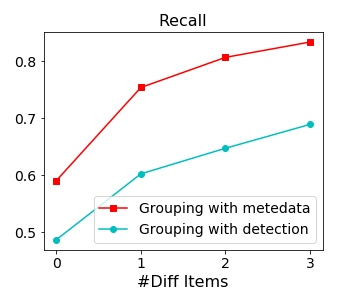 Recall
0.8
0.7
0.6
0.5
Grouping with metedata
Grouping with detection
0 1 2 3
#Diff Items